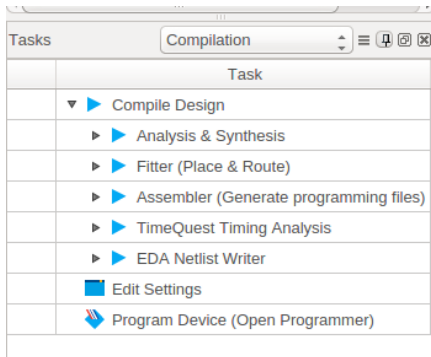 Tasks Compilation
Task
Compile Design
Analysis & Synthesis
Fitter (Place & Route)
Assembler (Generate programming files)
TimeQuest Timing Analysis
EDA Netlist Writer
Edit Settings
Program Device (Open Programmer)